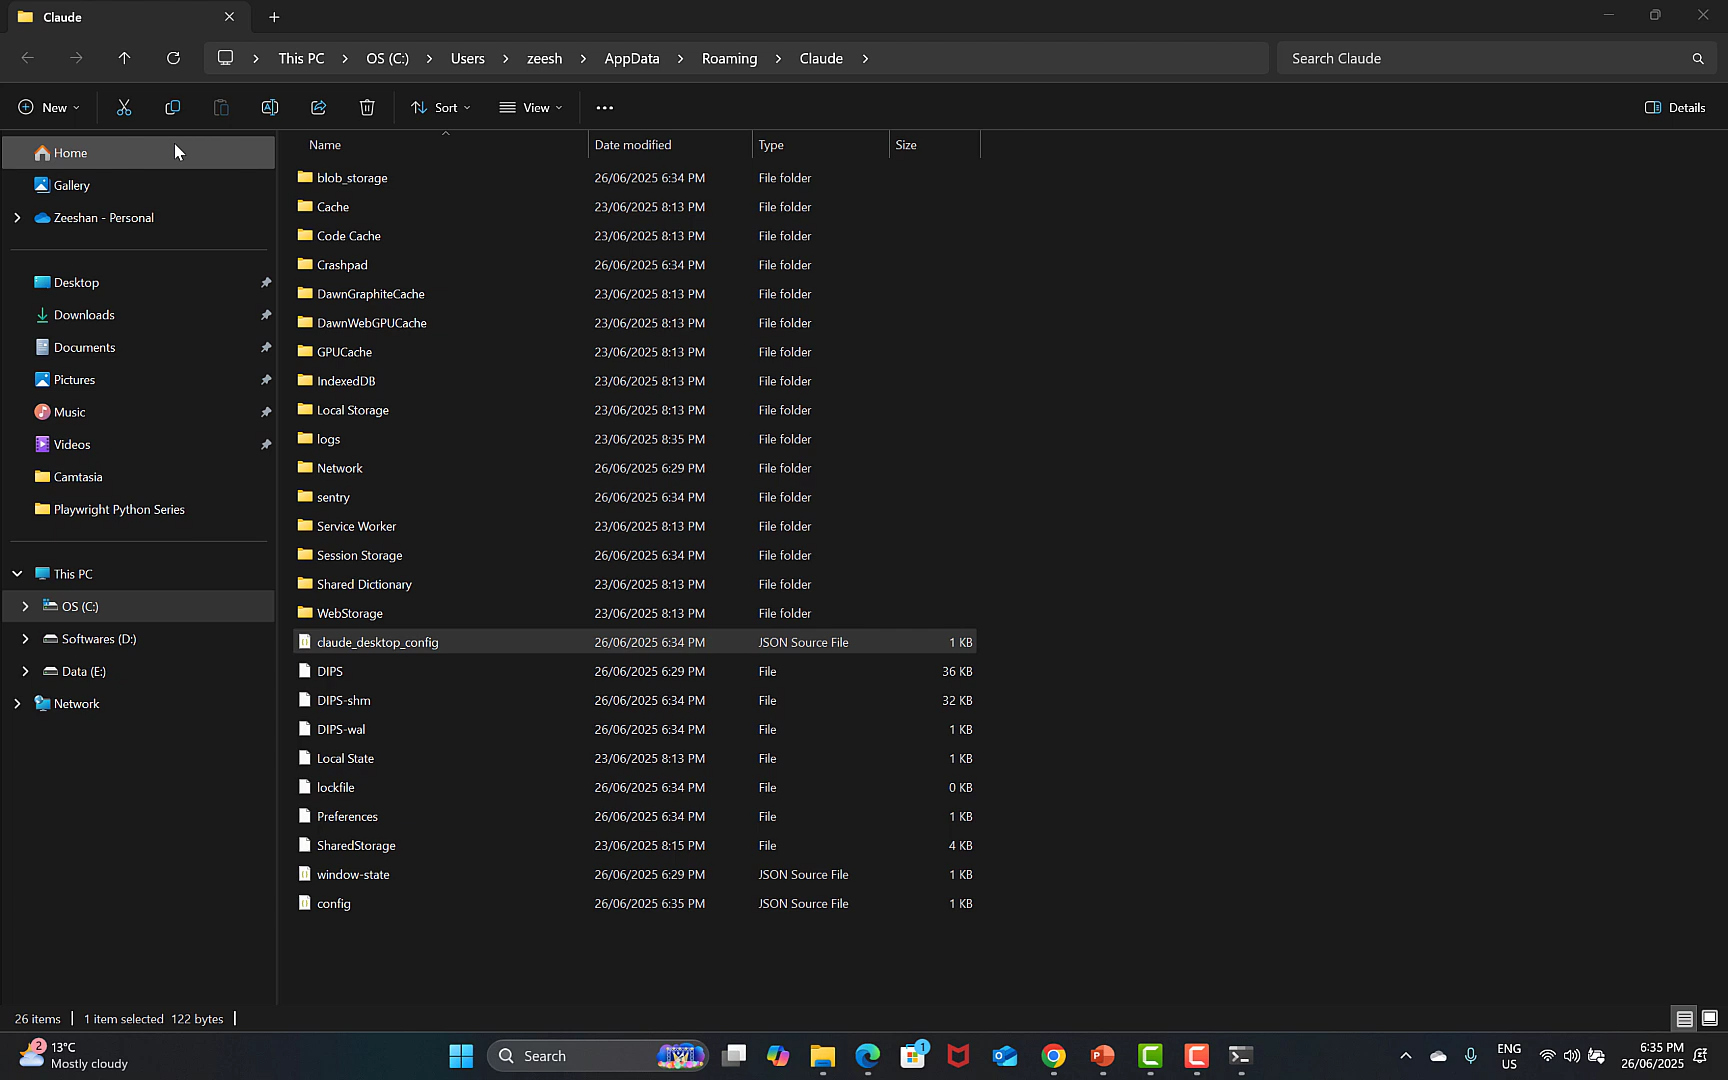 Claude
This PC > OS (C:) > Users > zeesh > AppData > Roaming > Claude >
Search Claude
New
Sort
View
Details
Home
Gallery
Zeeshan - Personal
Desktop
Downloads
Documents
Pictures
Music
Videos
Camtasia
Playwright Python Series
This PC
OS (C:)
Softwares (D:)
Data (E:)
Network
Name Date modified Type Size
blob_storage 26/06/2025 6:34 PM File folder
Cache 23/06/2025 8:13 PM File folder
Code Cache 23/06/2025 8:13 PM File folder
Crashpad 26/06/2025 6:34 PM File folder
DawnGraphiteCache 23/06/2025 8:13 PM File folder
DawnWebGPUCache 23/06/2025 8:13 PM File folder
GPUCache 23/06/2025 8:13 PM File folder
IndexedDB 23/06/2025 8:13 PM File folder
Local Storage 23/06/2025 8:13 PM File folder
logs 23/06/2025 8:35 PM File folder
Network 26/06/2025 6:29 PM File folder
sentry 26/06/2025 6:34 PM File folder
Service Worker 23/06/2025 8:13 PM File folder
Session Storage 26/06/2025 6:34 PM File folder
Shared Dictionary 23/06/2025 8:13 PM File folder
WebStorage 23/06/2025 8:13 PM File folder
claude_desktop_config 26/06/2025 6:34 PM JSON Source File 1 KB
DIPS 26/06/2025 6:29 PM File 36 KB
DIPS-shm 26/06/2025 6:34 PM File 32 KB
DIPS-wal 26/06/2025 6:34 PM File 1 KB
Local State 23/06/2025 8:13 PM File 1 KB
lockfile 26/06/2025 6:34 PM File 0 KB
Preferences 26/06/2025 6:34 PM File 1 KB
SharedStorage 23/06/2025 8:15 PM File 4 KB
window-state 26/06/2025 6:29 PM JSON Source File 1 KB
config 26/06/2025 6:35 PM JSON Source File 1 KB
26 items 1 item selected 122 bytes
2
13°C
Mostly cloudy
Search
1
ENG
US
6:35 PM
26/06/2025